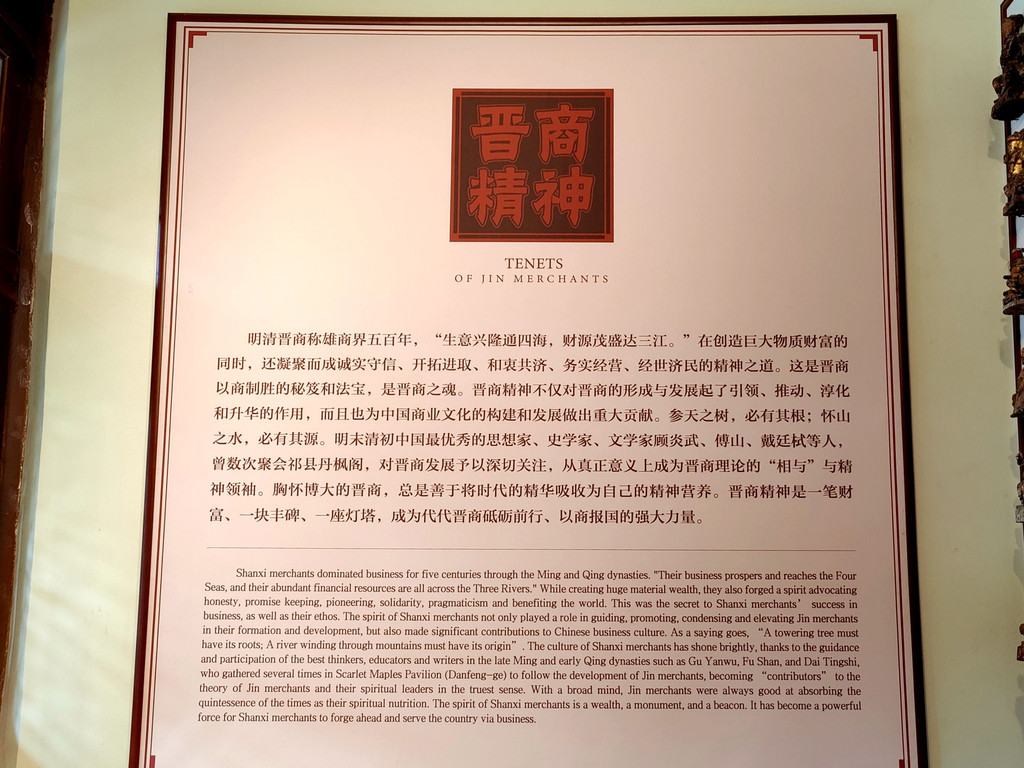 晋商
精神
TENETS
OF JIN MERCHANTS
明清晋商称雄商界五百年，“生意兴隆通四海，财源茂盛达三江。”在创造巨大物质财富的
同时，还凝聚而成诚实守信、开拓进取、和衷共济、务实经营、经世济民的精神之道。这是晋商
以商制胜的秘笈和法宝，是晋商之魂。晋商精神不仅对晋商的形成与发展起了引领、推动、淳化
和升华的作用，而且也为中国商业文化的构建和发展做出重大贡献。参天之树，必有其根；怀山
之水，必有其源。明末清初中国最优秀的思想家、史学家、文学家顾炎武、傅山、戴廷栻等人，
曾数次聚会祁县丹枫阁，对晋商发展予以深切关注，从真正意义上成为晋商理论的“相与”与精
神领袖。胸怀博大的晋商，总是善于将时代的精华吸收为自己的精神营养。晋商精神是一笔财
富、一块丰碑、一座灯塔，成为代代晋商砥砺前行、以商报国的强大力量。
Shanxi merchants dominated business for five centuries through the Ming and Qing dynasties. "Their business prospers and reaches the Four
Seas, and their abundant financial resources are all across the Three Rivers." While creating huge material wealth, they also forged a spirit advocating
honesty, promise keeping, pioneering, solidarity, pragmaticism and benefiting the world. This was the secret to Shanxi merchants’ success in
business, as well as their ethos. The spirit of Shanxi merchants not only played a role in guiding, promoting, condensing and elevating Jin merchants
in their formation and development, but also made significant contributions to Chinese business culture. As a saying goes, “A towering tree must
have its roots; A river winding through mountains must have its origin”. The culture of Shanxi merchants has shone brightly, thanks to the guidance
and participation of the best thinkers, educators and writers in the late Ming and early Qing dynasties such as Gu Yanwu, Fu Shan, and Dai Tingshi,
who gathered several times in Scarlet Maples Pavilion (Danfeng-ge) to follow the development of Jin merchants, becoming “contributors” to the
theory of Jin merchants and their spiritual leaders in the truest sense. With a broad mind, Jin merchants were always good at absorbing the
quintessence of the times as their spiritual nutrition. The spirit of Shanxi merchants is a wealth, a monument, and a beacon. It has become a powerful
force for Shanxi merchants to forge ahead and serve the country via business.